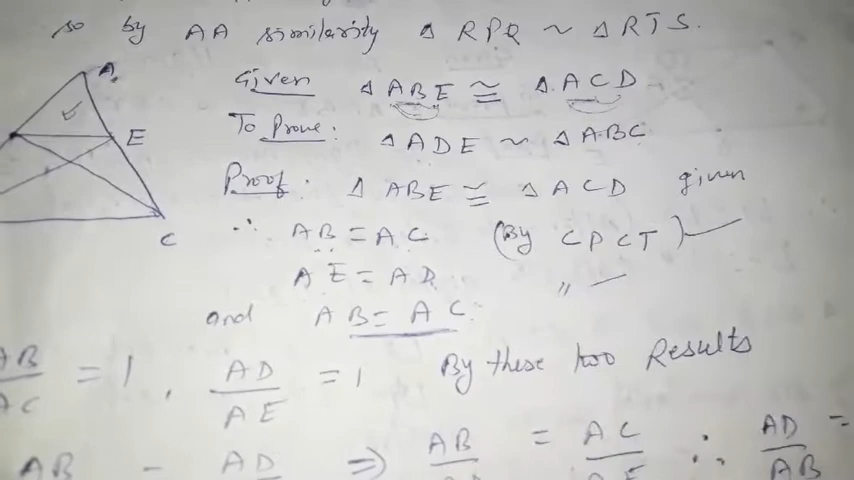 so by AA similarity Δ RPQ ~ Δ RTS.
A
E
C
Given Δ ABE ≅ Δ ACD
To Prove: Δ ADE ~ Δ ABC
Proof: Δ ABE ≅ Δ ACD given
∴ AB = AC (By CPCT)
AE = AD "
and AB = AC
AB/AC = 1, AD/AE = 1 By these two Results
AB = AD ⇒ AB = AC ∴ AD/AB =